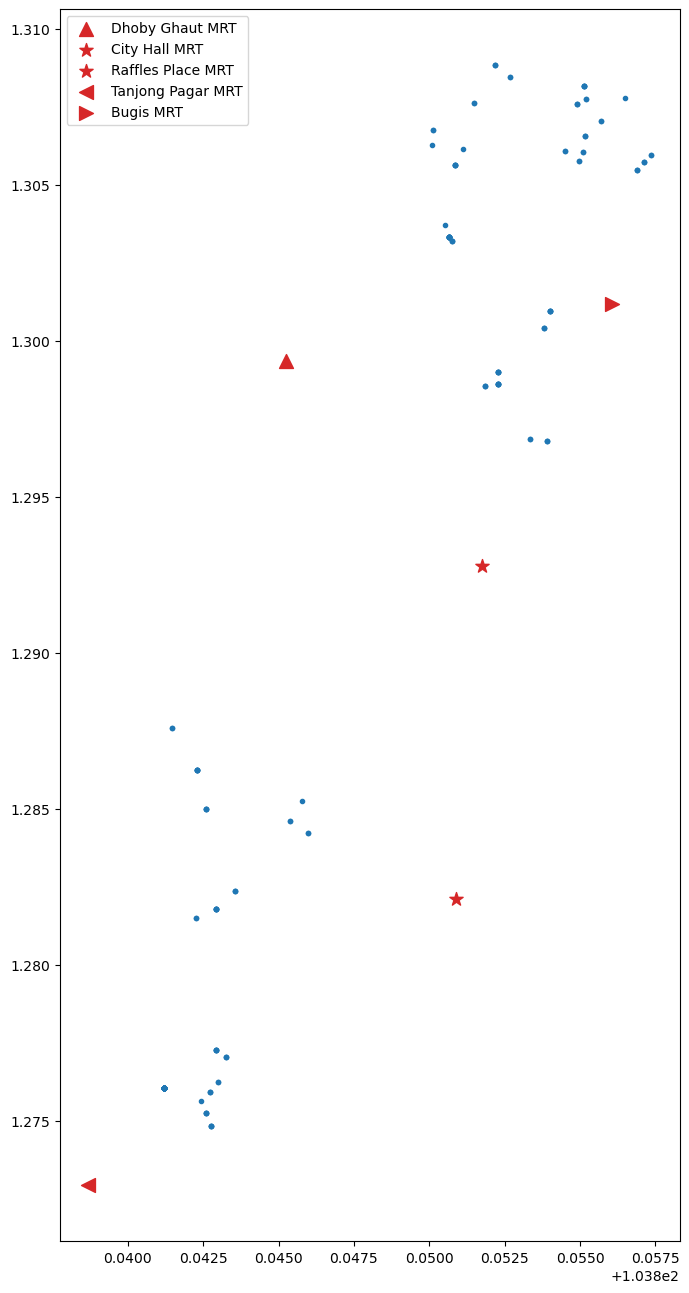 Dhoby Ghaut MRT
City Hall MRT
Raffles Place MRT
Tanjong Pagar MRT
Bugis MRT
1.310
1.305
1.300
1.295
1.290
1.285
1.280
1.275
0.0400 0.0425 0.0450 0.0475 0.0500 0.0525 0.0550 0.0575
+1.038e2